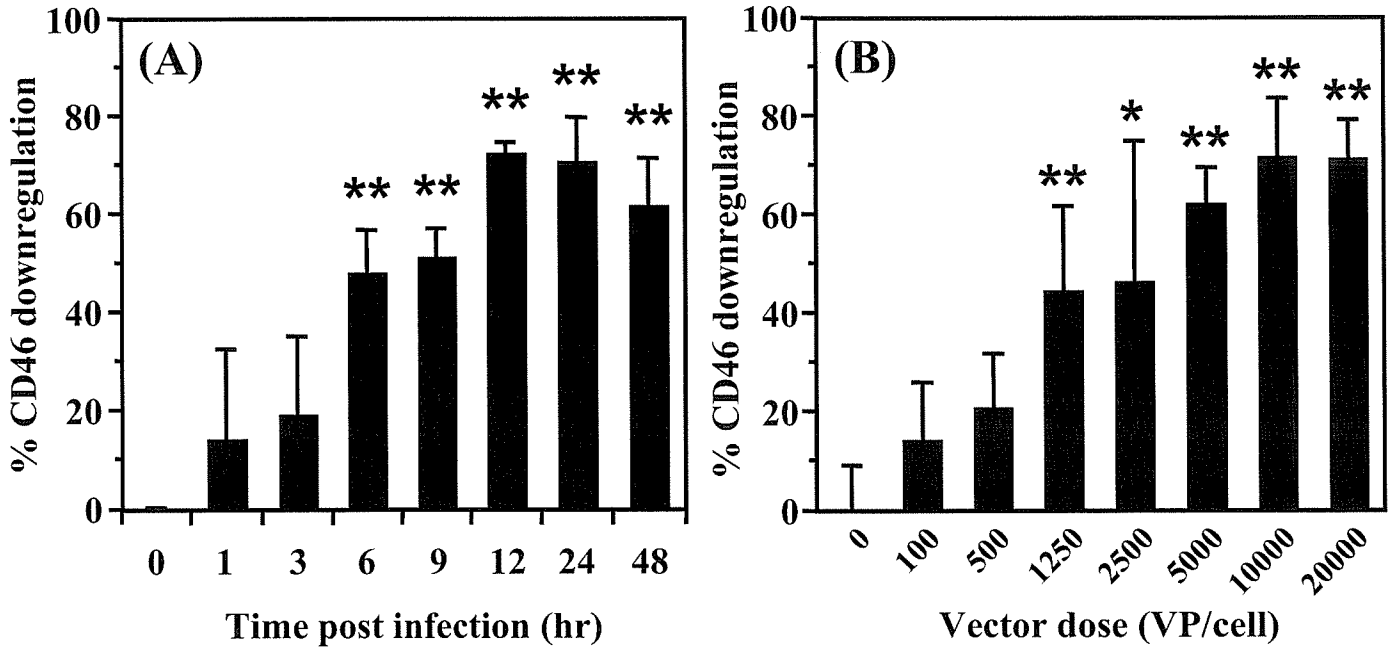 (A)
% CD46 downregulation
100
80
60
40
20
0
** ** ** ** **
0 1 3 6 9 12 24 48
Time post infection (hr)
(B)
% CD46 downregulation
100
80
60
40
20
0
** * ** ** **
0 100 500 1250 2500 5000 10000 20000
Vector dose (VP/cell)